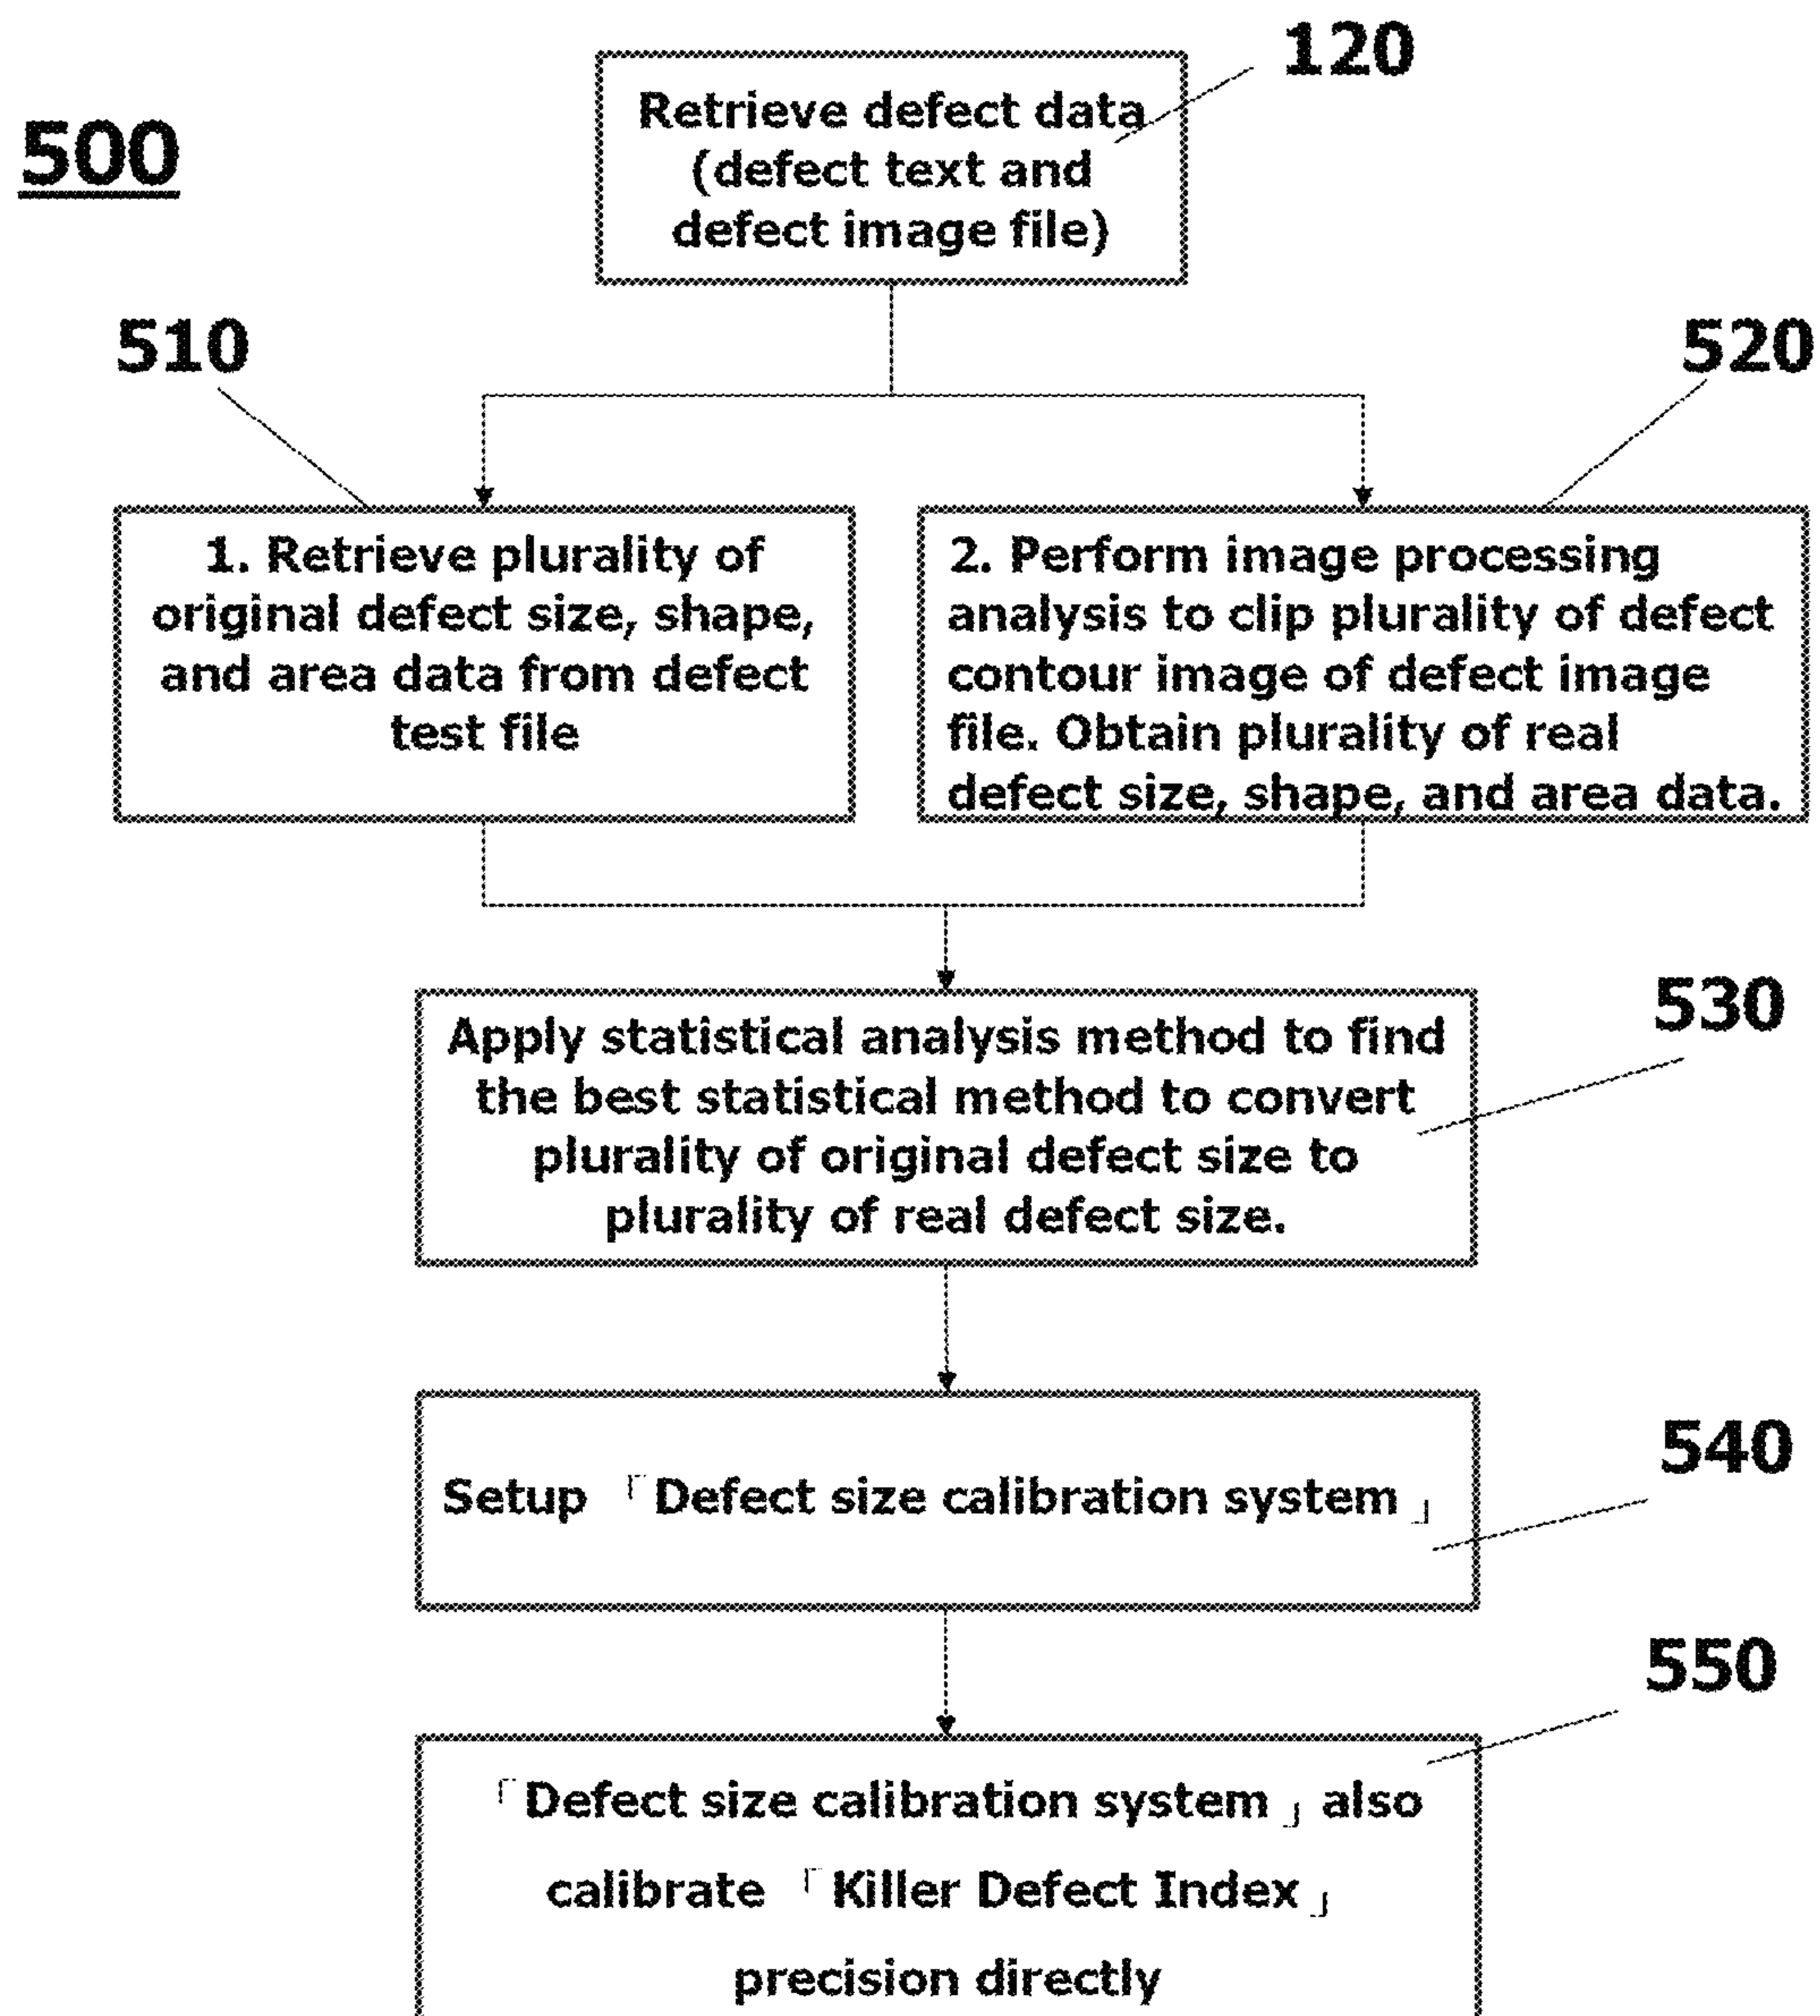 120
500
Retrieve defect data
(defect text and
defect image file)
510
520
1. Retrieve plurality of
original defect size, shape,
and area data from defect
test file
2. Perform image processing
analysis to clip plurality of defect
contour image of defect image
file. Obtain plurality of real
defect size, shape, and area data.
530
Apply statistical analysis method to find
the best statistical method to convert
plurality of original defect size to
plurality of real defect size.
540
Setup 「Defect size calibration system」
550
「Defect size calibration system」also
calibrate 「Killer Defect Index」
precision directly